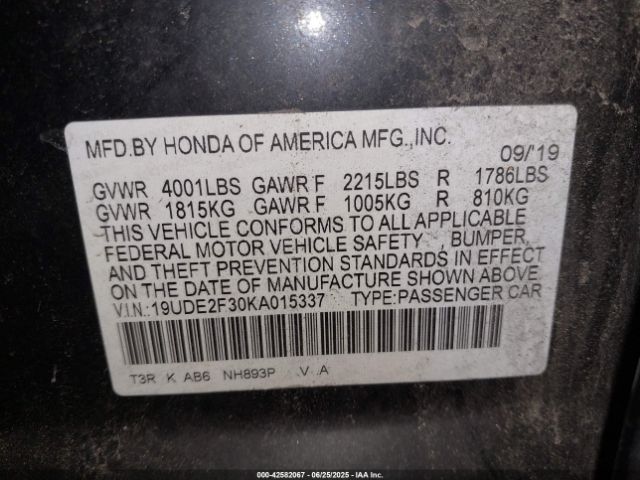 MFD.BY HONDA OF AMERICA MFG.,INC.
09/'19
GVWR 4001LBS GAWR F 2215LBS R 1786LBS
GVWR 1815KG GAWR F 1005KG R 810KG
THIS VEHICLE CONFORMS TO ALL APPLICABLE
FEDERAL MOTOR VEHICLE SAFETY , BUMPER,
AND THEFT PREVENTION STANDARDS IN EFFECT
ON THE DATE OF MANUFACTURE SHOWN ABOVE.
V.I.N.: 19UDE2F30KA015337 TYPE:PASSENGER CAR
T3R K AB6 NH893P V A
000-42582067 | 06/25/2025 | IAA Inc.